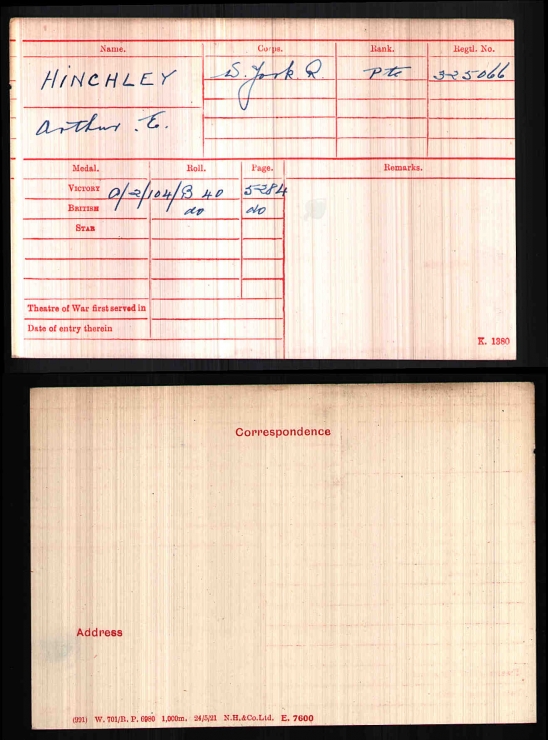 Name. Corps. Rank. Regtl. No.
HINCHLEY S. York. R. Pte 325066
Arthur .E.
Medal. Roll. Page. Remarks.
VICTORY O/2/104/B 40 5284
BRITISH do do
STAR
Theatre of War first served in
Date of entry therein
K. 1380
Correspondence
Address
(991) W. 701/R. P. 6980 1,000m. 24/5/21 N.H.&Co.Ltd. E. 7600